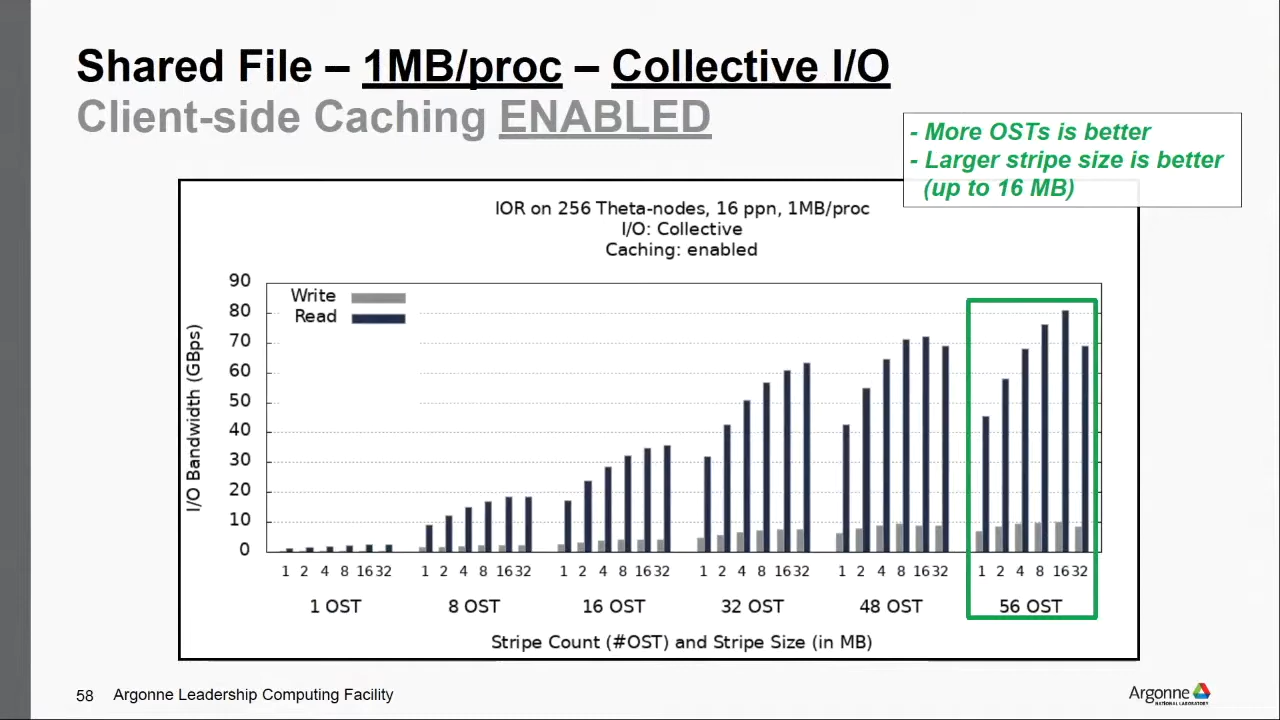 Shared File – 1MB/proc – Collective I/O
Client-side Caching ENABLED
- More OSTs is better
- Larger stripe size is better
(up to 16 MB)
IOR on 256 Theta-nodes, 16 ppn, 1MB/proc
I/O: Collective
Caching: enabled
I/O Bandwidth (GBps)
90
80
70
60
50
40
30
20
10
0
Write
Read
1 2 4 8 16 32 1 2 4 8 16 32 1 2 4 8 16 32 1 2 4 8 16 32 1 2 4 8 16 32 1 2 4 8 16 32
1 OST 8 OST 16 OST 32 OST 48 OST 56 OST
Stripe Count (#OST) and Stripe Size (in MB)
58 Argonne Leadership Computing Facility
Argonne
NATIONAL LABORATORY